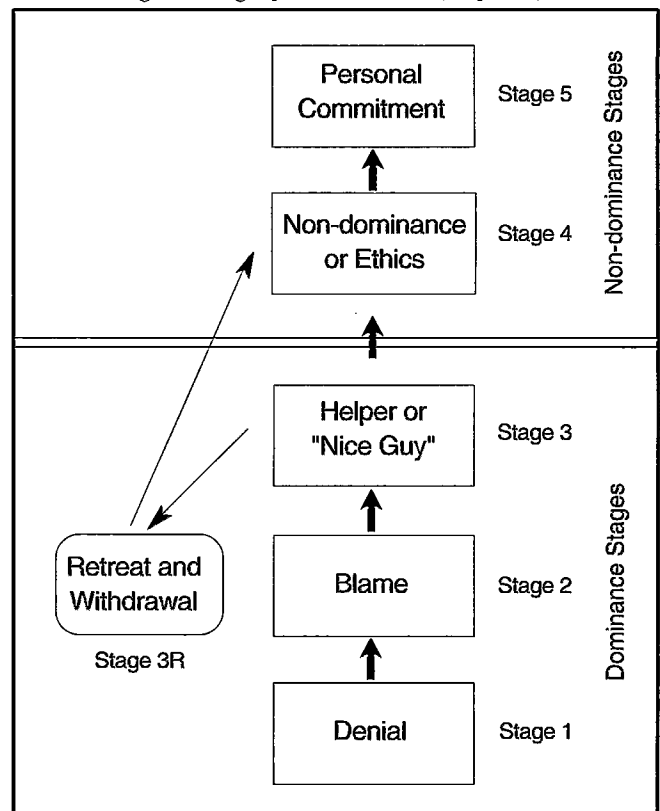 Personal
Commitment
Stage 5
Non-dominance
or Ethics
Stage 4
Non-dominance Stages
Helper or
"Nice Guy"
Stage 3
Retreat and
Withdrawal
Stage 3R
Blame
Stage 2
Denial
Stage 1
Dominance Stages